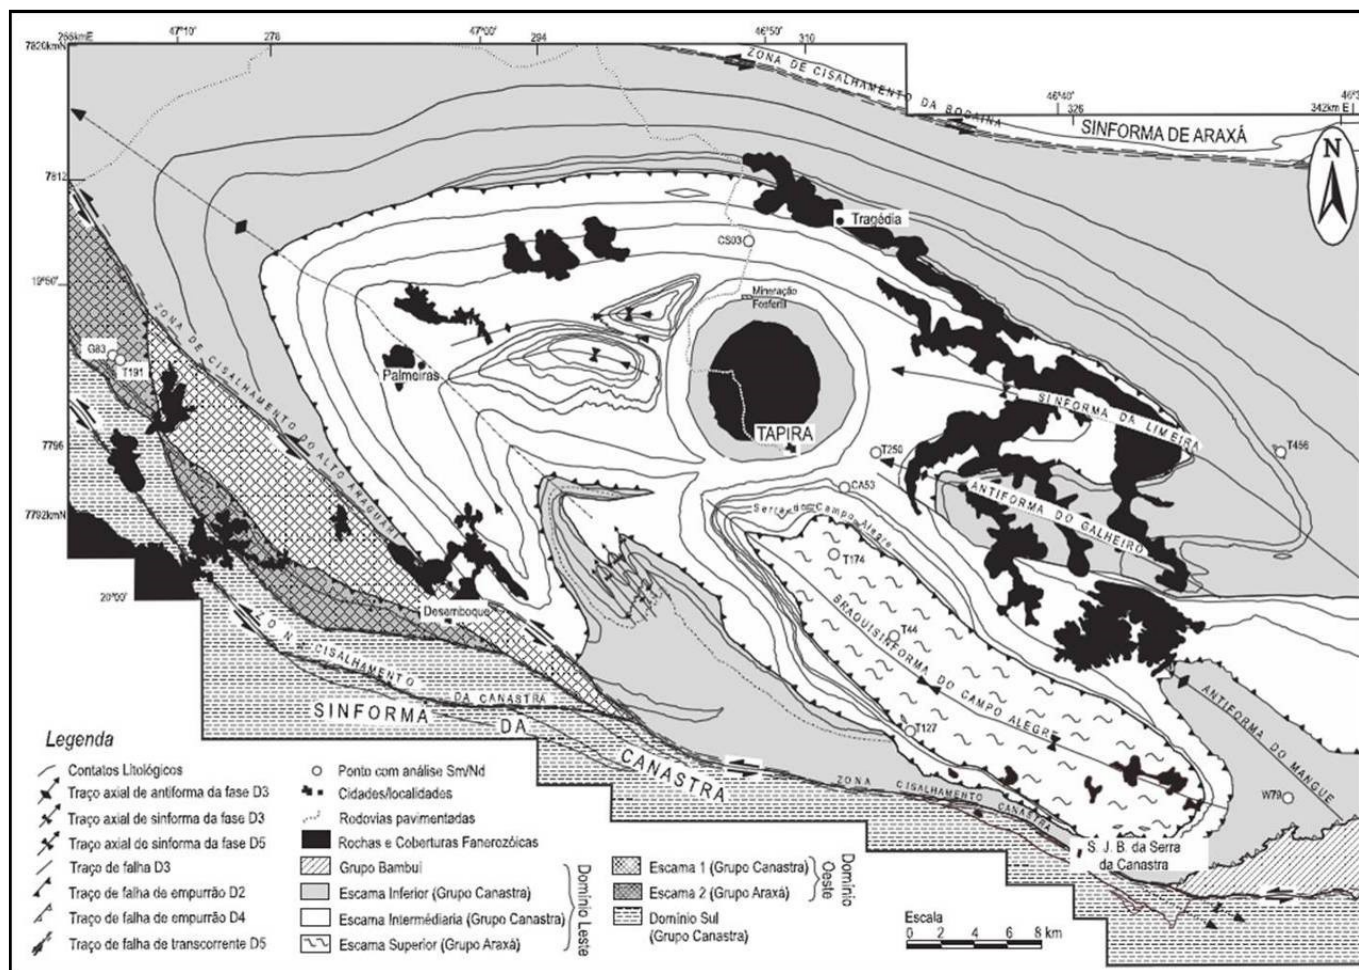 266kmE
47°10'
278
47°00'
294
46°50'
310
7820kmN
ZONA DE CISALHAMENTO DA BOCAINA
46°40'
326
342km E
SINFORMA DE ARAXÁ
N
7812
Tragédia
CS03
19°50'
Mineração
Fosfertil
G83
T191
ZONA DE CISALHAMENTO DO ALTO ARAGUARI
Palmeiras
SINFORMA DA LIMEIRA
TAPIRA
7796
T250
T456
CA53
ANTIFORMA DO GALHEIRO
7792kmN
Serra do Campo Alegre
T174
20°00'
Desemboque
T44
BRAQUISINFORMA DO CAMPO ALEGRE
CISALHAMENTO DA CANASTRA
SINFORMA DA CANASTRA
ANTIFORMA DO MANGUE
T127
ZONA CISALHAMENTO CANASTRA
W79
S. J. B. da Serra
da Canastra
Legenda
Contatos Litológicos
Traço axial de antiforma da fase D3
Traço axial de sinforma da fase D3
Traço axial de sinforma da fase D5
Traço de falha D3
Traço de falha de empurrão D2
Traço de falha de empurrão D4
Traço de falha de transcorrente D5
Ponto com análise Sm/Nd
Cidades/localidades
Rodovias pavimentadas
Rochas e Coberturas Fanerozóicas
Grupo Bambuí
Escama Inferior (Grupo Canastra)
Escama Intermédiaria (Grupo Canastra)
Escama Superior (Grupo Araxá)
Domínio Leste
Escama 1 (Grupo Canastra)
Escama 2 (Grupo Araxá)
Domínio
Oeste
Domínio Sul
(Grupo Canastra)
Escala
0 2 4 6 8 km